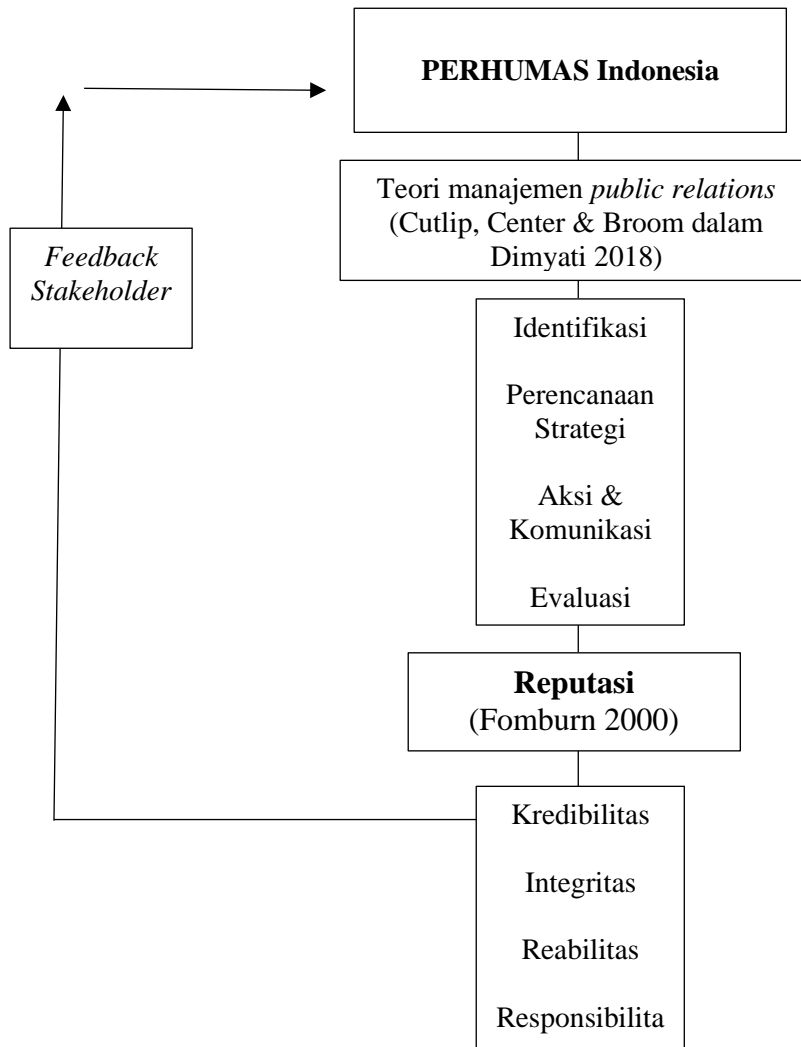 PERHUMAS Indonesia
Teori manajemen public relations
(Cutlip, Center & Broom dalam
Dimyati 2018)
Feedback
Stakeholder
Identifikasi
Perencanaan
Strategi
Aksi &
Komunikasi
Evaluasi
Reputasi
(Fomburn 2000)
Kredibilitas
Integritas
Reabilitas
Responsibilita